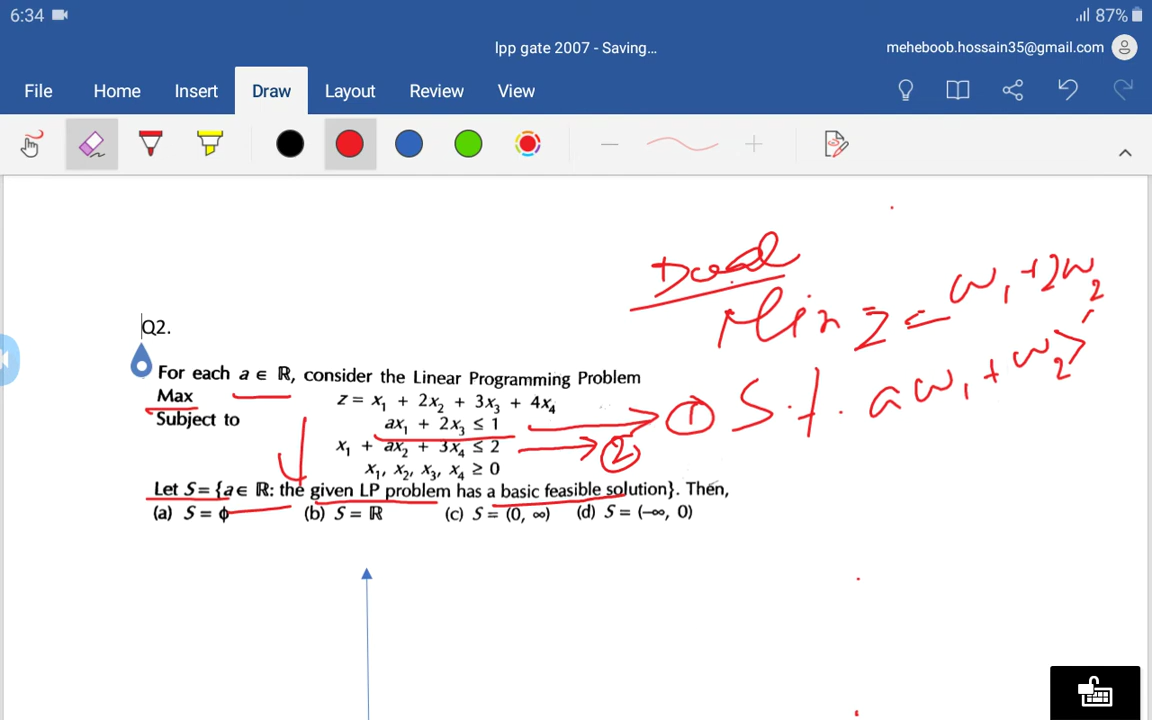 6:34 87%
lpp gate 2007 - Saving... meheboob.hossain35@gmail.com
File Home Insert Draw Layout Review View
Dual
Min Z = w₁ + 2w₂
S.t. aw₁ + w₂ ≥
Q2.
For each a ∈ ℝ, consider the Linear Programming Problem
Max z = x₁ + 2x₂ + 3x₃ + 4x₄
Subject to ax₁ + 2x₃ ≤ 1 ①
x₁ + ax₂ + 3x₄ ≤ 2 ②
x₁, x₂, x₃, x₄ ≥ 0
Let S = {a ∈ ℝ: the given LP problem has a basic feasible solution}. Then,
(a) S = ϕ (b) S = ℝ (c) S = (0, ∞) (d) S = (-∞, 0)